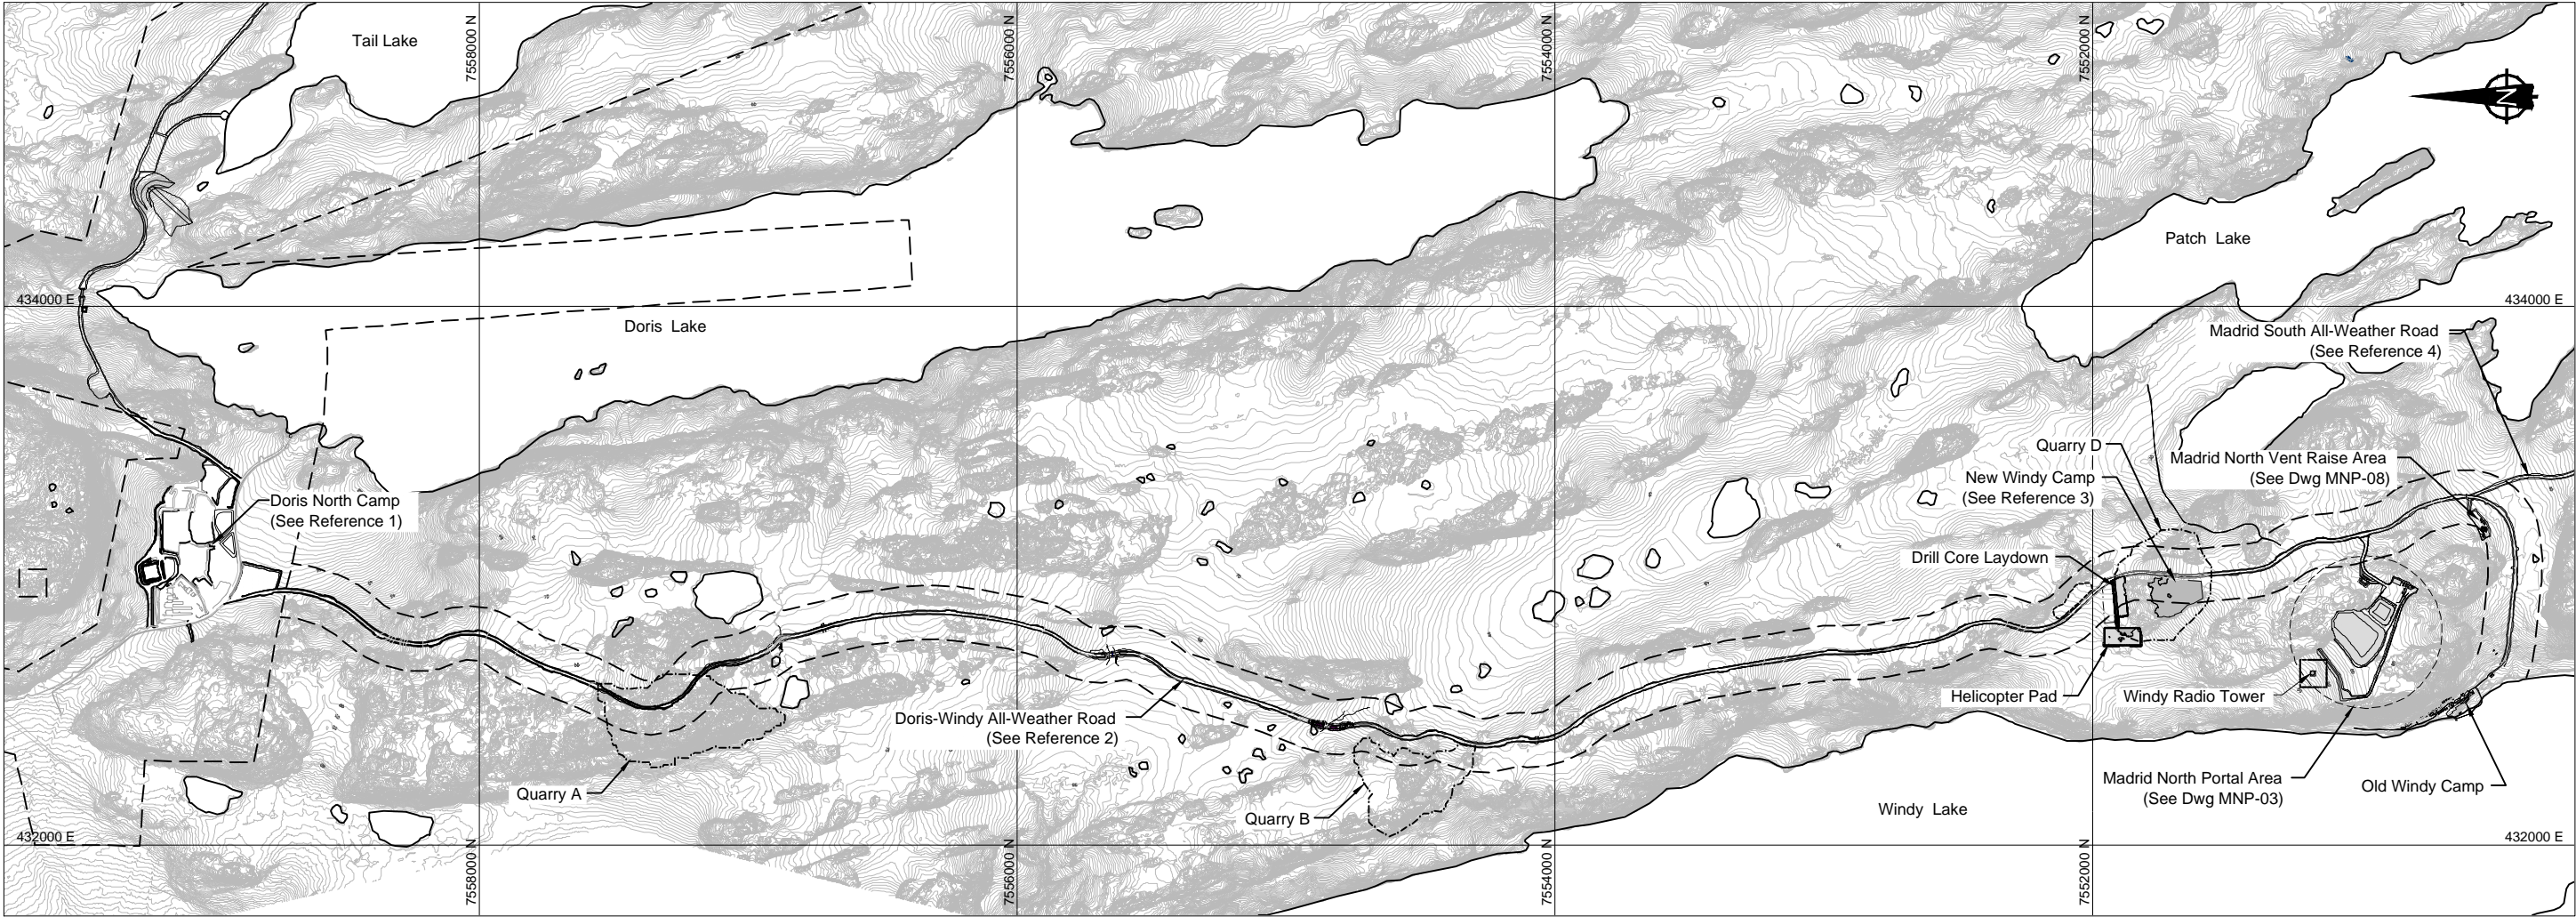 Tail Lake
7558000 N
7556000 N
7554000 N
7552000 N
N
Patch Lake
434000 E
434000 E
Doris Lake
Madrid South All-Weather Road
(See Reference 4)
Quarry D
Madrid North Vent Raise Area
(See Dwg MNP-08)
New Windy Camp
(See Reference 3)
Doris North Camp
(See Reference 1)
Drill Core Laydown
Helicopter Pad
Windy Radio Tower
Doris-Windy All-Weather Road
(See Reference 2)
Madrid North Portal Area
(See Dwg MNP-03)
Old Windy Camp
Quarry A
Windy Lake
Quarry B
432000 E
432000 E
7558000 N
7556000 N
7554000 N
7552000 N